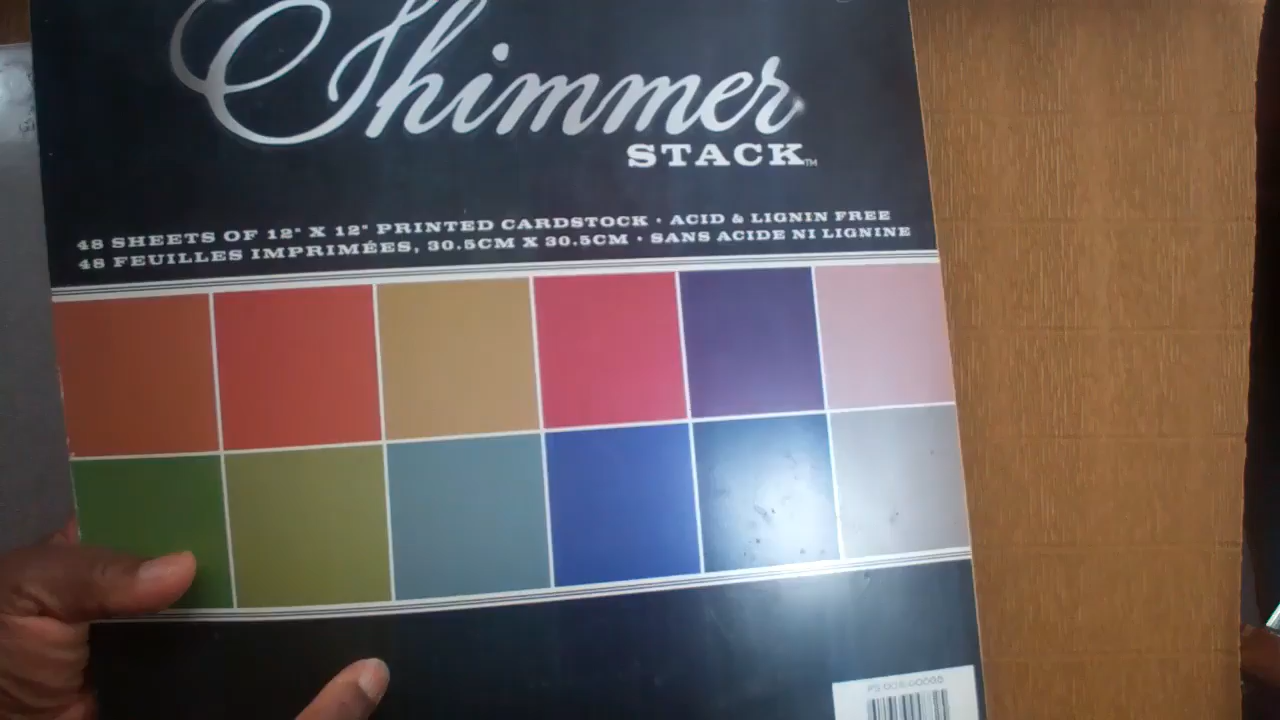 Shimmer
STACK™
48 SHEETS OF 12" X 12" PRINTED CARDSTOCK • ACID & LIGNIN FREE
48 FEUILLES IMPRIMÉES, 30.5CM X 30.5CM • SANS ACIDE NI LIGNINE